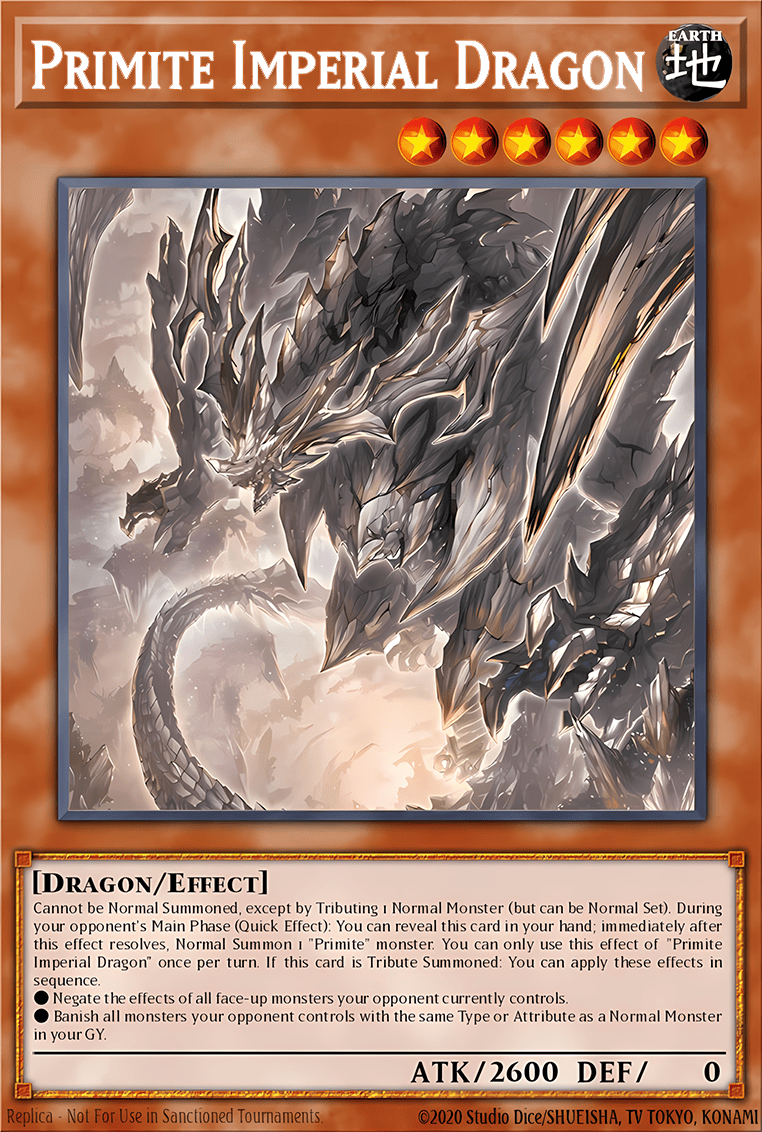 Primite Imperial Dragon
EARTH
地
[Dragon/Effect]
Cannot be Normal Summoned, except by Tributing 1 Normal Monster (but can be Normal Set). During
your opponent's Main Phase (Quick Effect): You can reveal this card in your hand; immediately after
this effect resolves, Normal Summon 1 "Primite" monster. You can only use this effect of "Primite
Imperial Dragon" once per turn. If this card is Tribute Summoned: You can apply these effects in
sequence.
● Negate the effects of all face-up monsters your opponent currently controls.
● Banish all monsters your opponent controls with the same Type or Attribute as a Normal Monster
in your GY.
ATK/2600 DEF/ 0
Replica - Not For Use in Sanctioned Tournaments. ©2020 Studio Dice/SHUEISHA, TV TOKYO, KONAMI